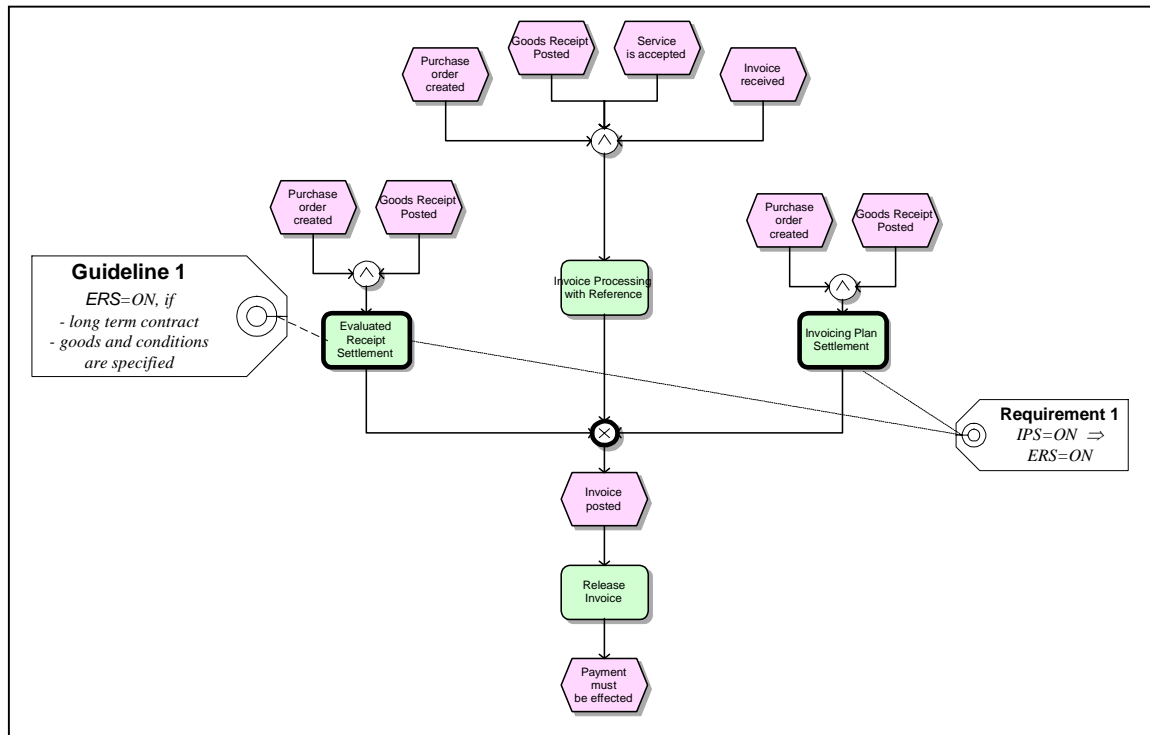 Goods Receipt
Posted
Service
is accepted
Purchase
order
created
Invoice
received
^
Purchase
order
created
Goods Receipt
Posted
Purchase
order
created
Goods Receipt
Posted
^
^
Guideline 1
ERS=ON, if
- long term contract
- goods and conditions
are specified
Invoice Processing
with Reference
Evaluated
Receipt
Settlement
Invoicing Plan
Settlement
Requirement 1
IPS=ON ⇒
ERS=ON
×
Invoice
posted
Release
Invoice
Payment
must
be effected